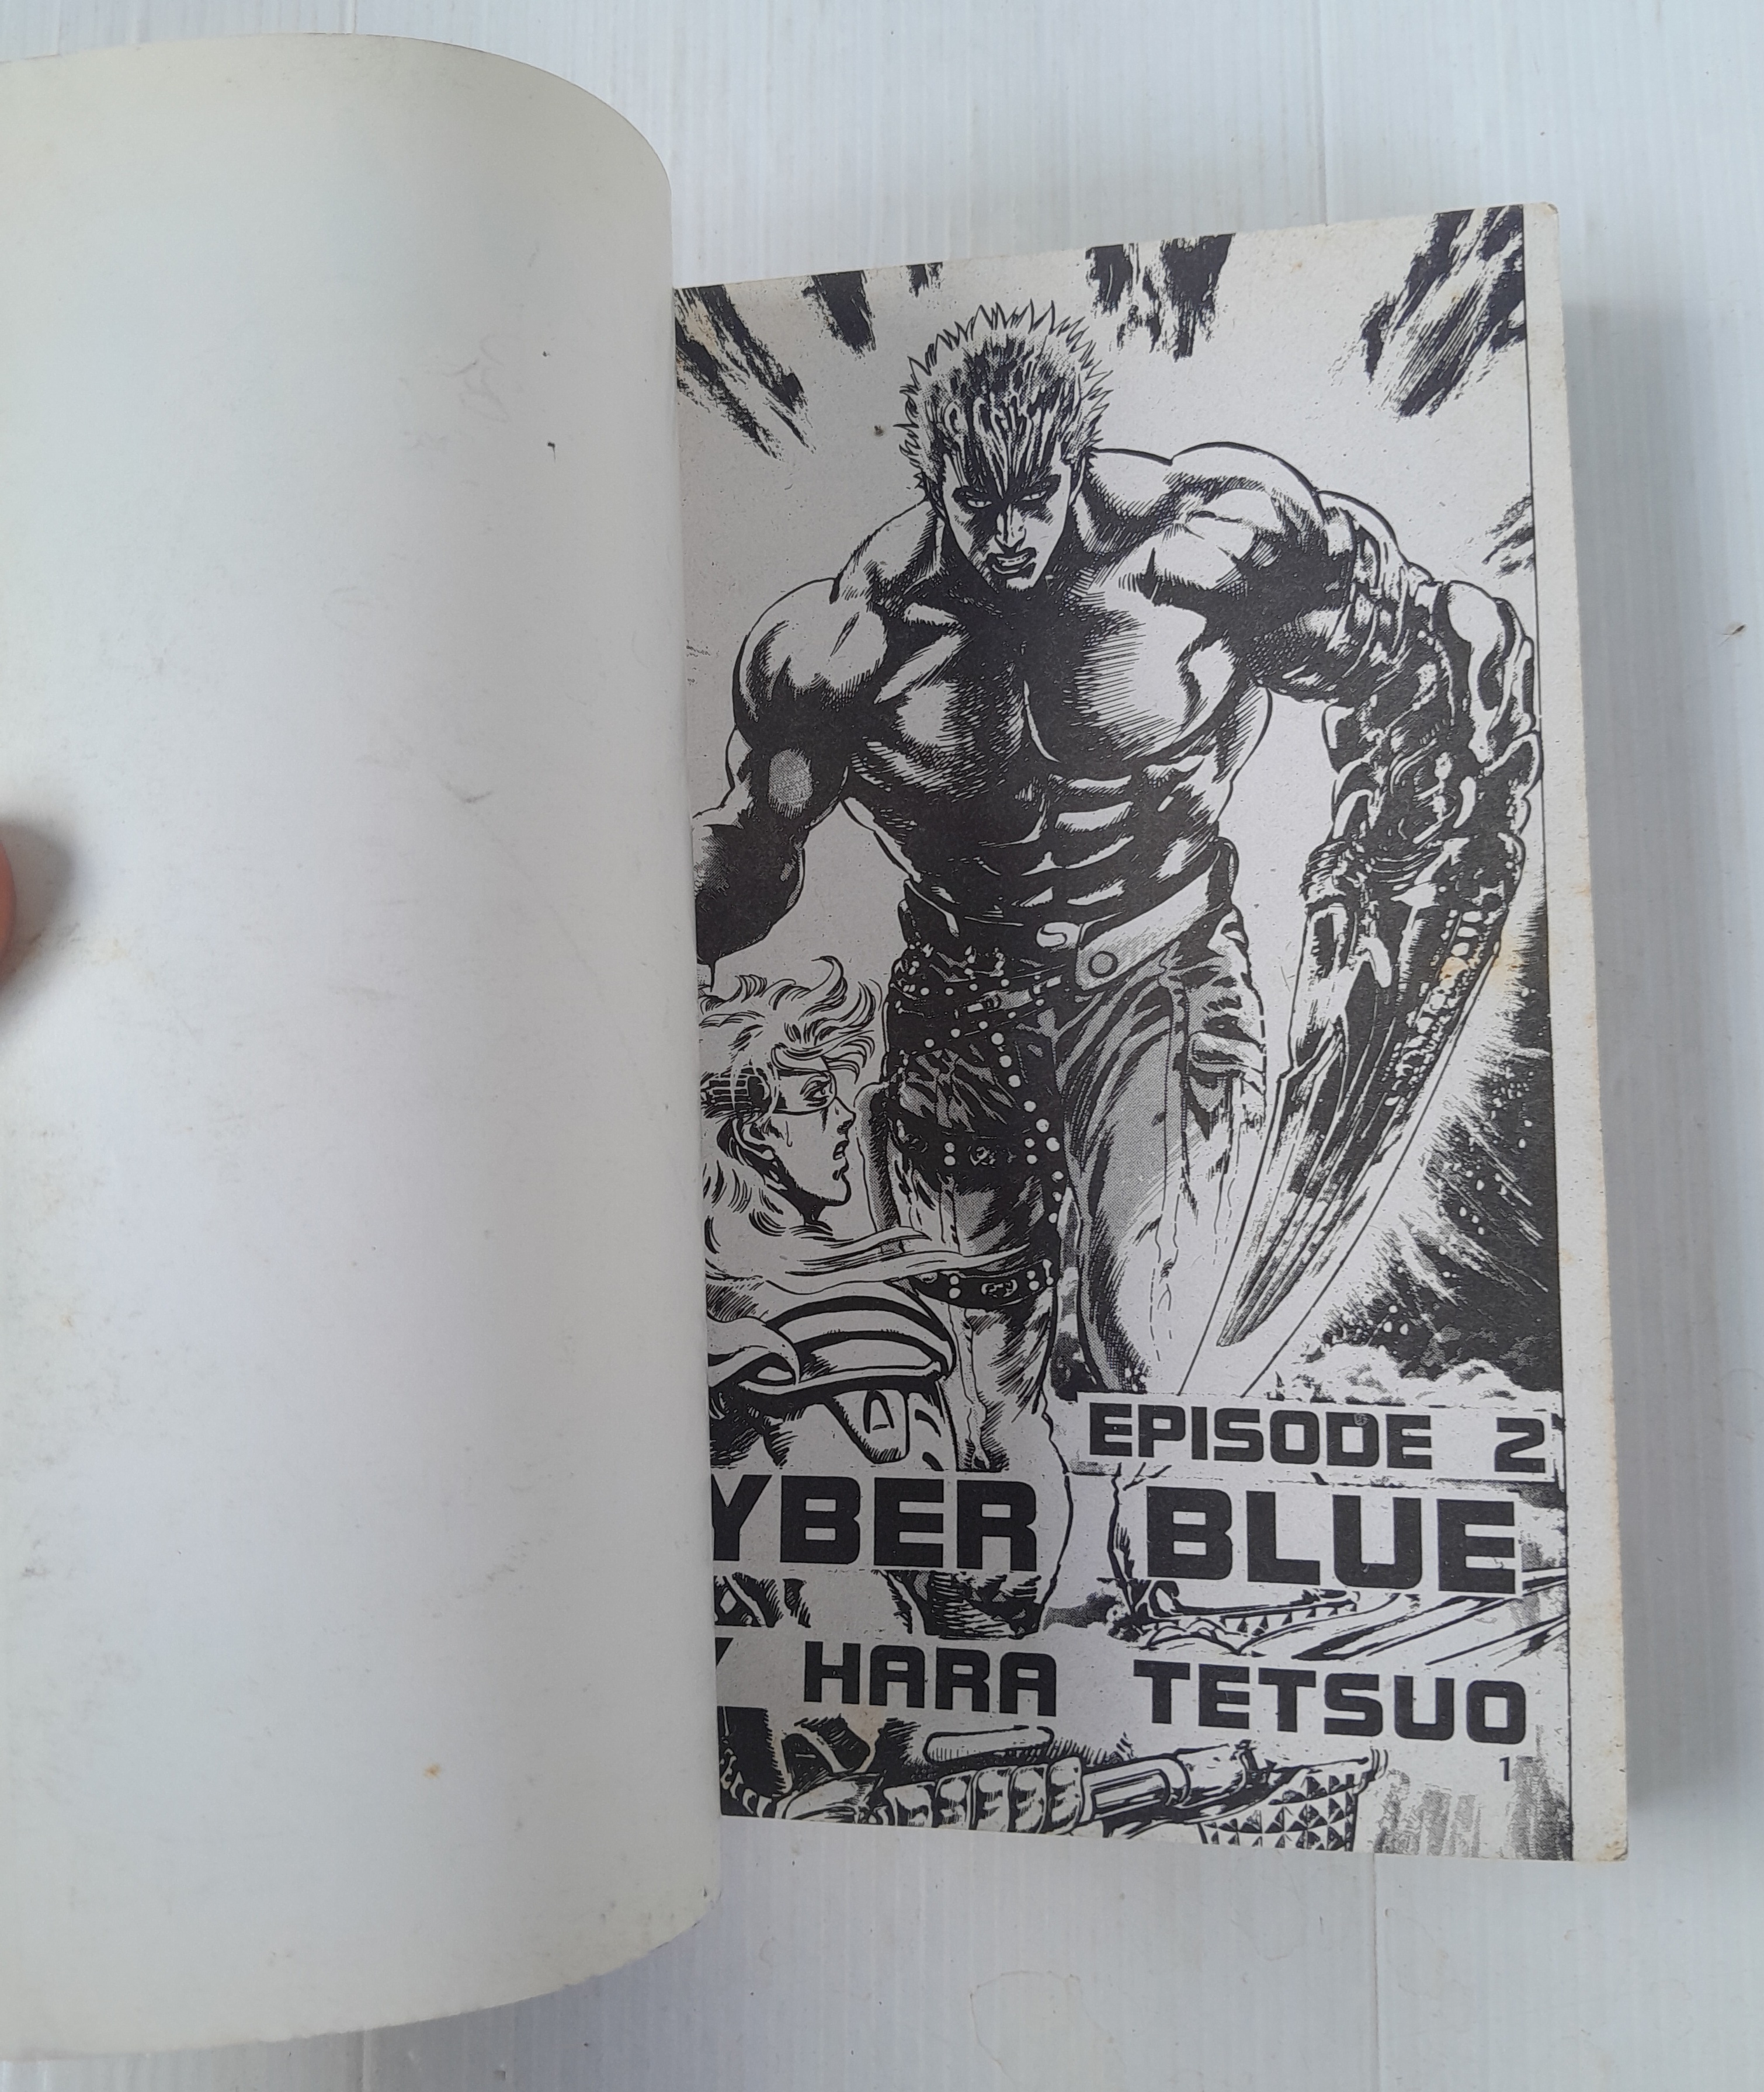 EPISODE 2
YBER BLUE
Y HARA TETSUO
1